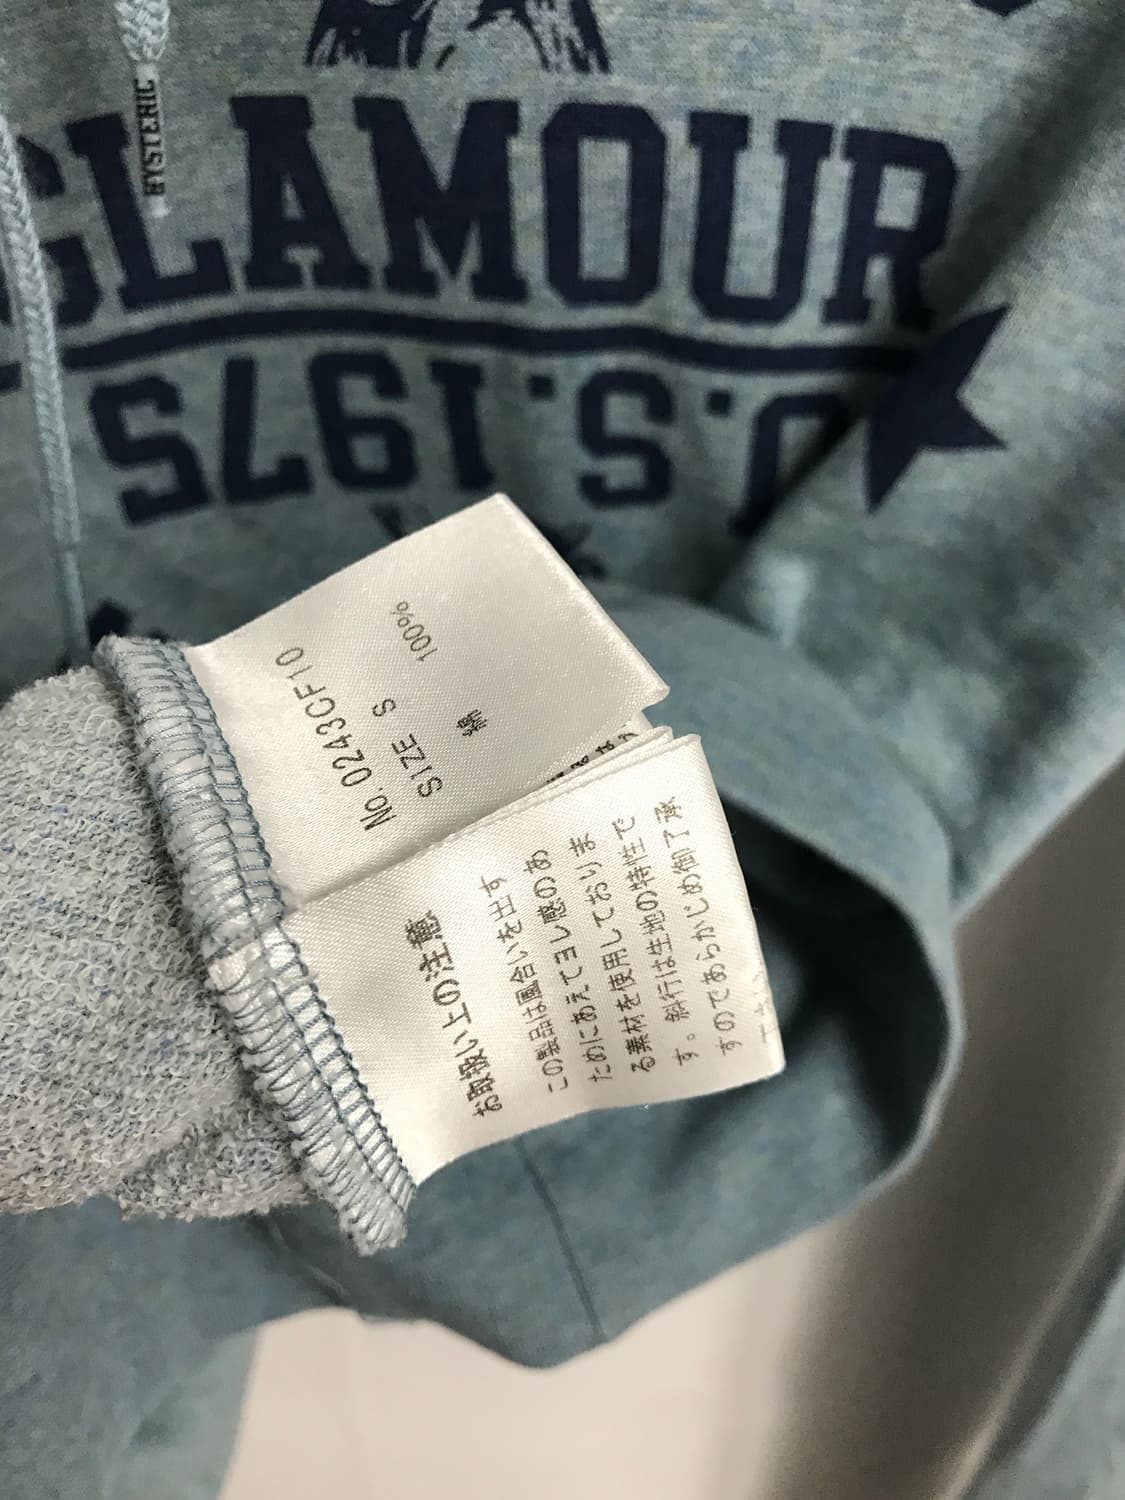 HYSTERIC
GLAMOUR
U.S.1975
No. 0243CF10
SIZE S
綿 100%
お取扱い上の注意
この製品は風合いを出す
ためにあえてヨレ感のあ
る素材を使用しておりま
す。斜行は生地の特性で
すのであらかじめ御了承